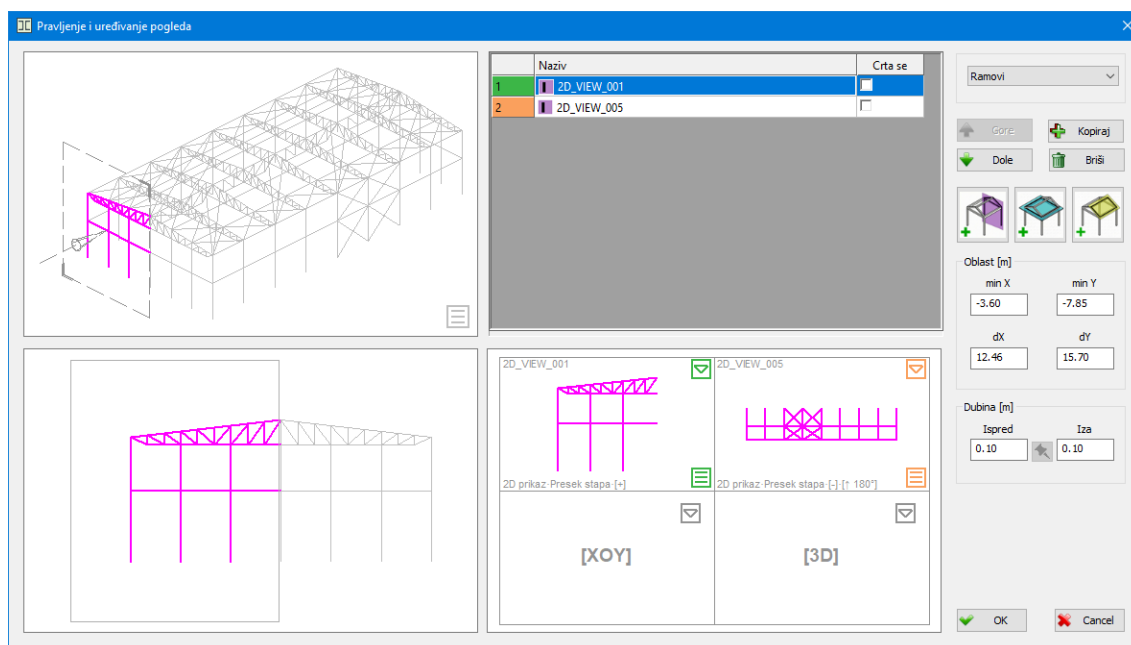 Pravljenje i uređivanje pogleda
Naziv Crta se
1 2D_VIEW_001
2 2D_VIEW_005
Ramovi
Gore Kopiraj
Dole Briši
Oblast [m]
min X min Y
-3.60 -7.85
dX dY
12.46 15.70
Dubina [m]
Ispred Iza
0.10 0.10
2D_VIEW_001 2D_VIEW_005
2D prikaz·Presek stapa·[+] 2D prikaz·Presek stapa·[-]·[↑ 180°]
[XOY] [3D]
OK Cancel